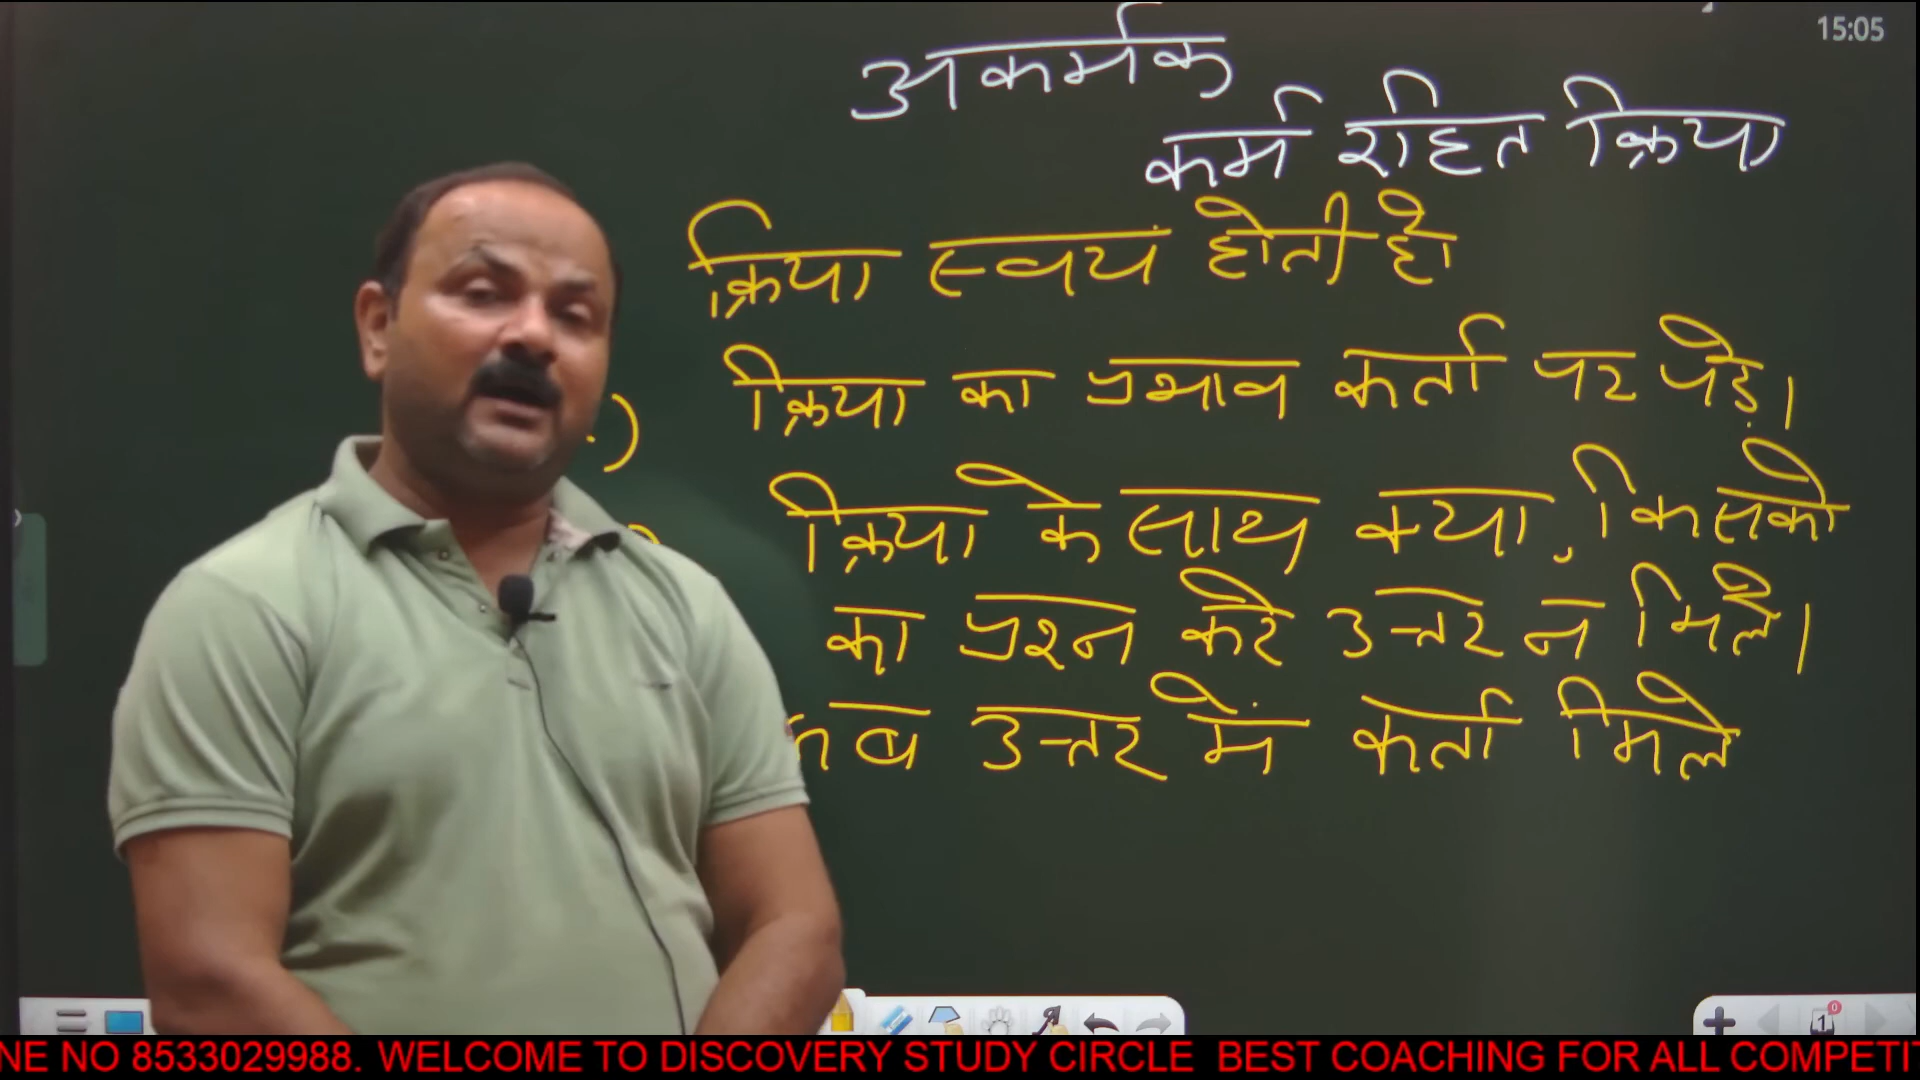 15:05
अकर्मक
कर्म रहित क्रिया
क्रिया स्वयं होती हो
क्रिया का प्रभाव कर्ता पर पड़े।
क्रिया के साथ क्या, किसको
का प्रश्न करे उत्तर न मिले।
उत्तर में कर्ता मिले
1
NE NO 8533029988. WELCOME TO DISCOVERY STUDY CIRCLE BEST COACHING FOR ALL COMPETIT